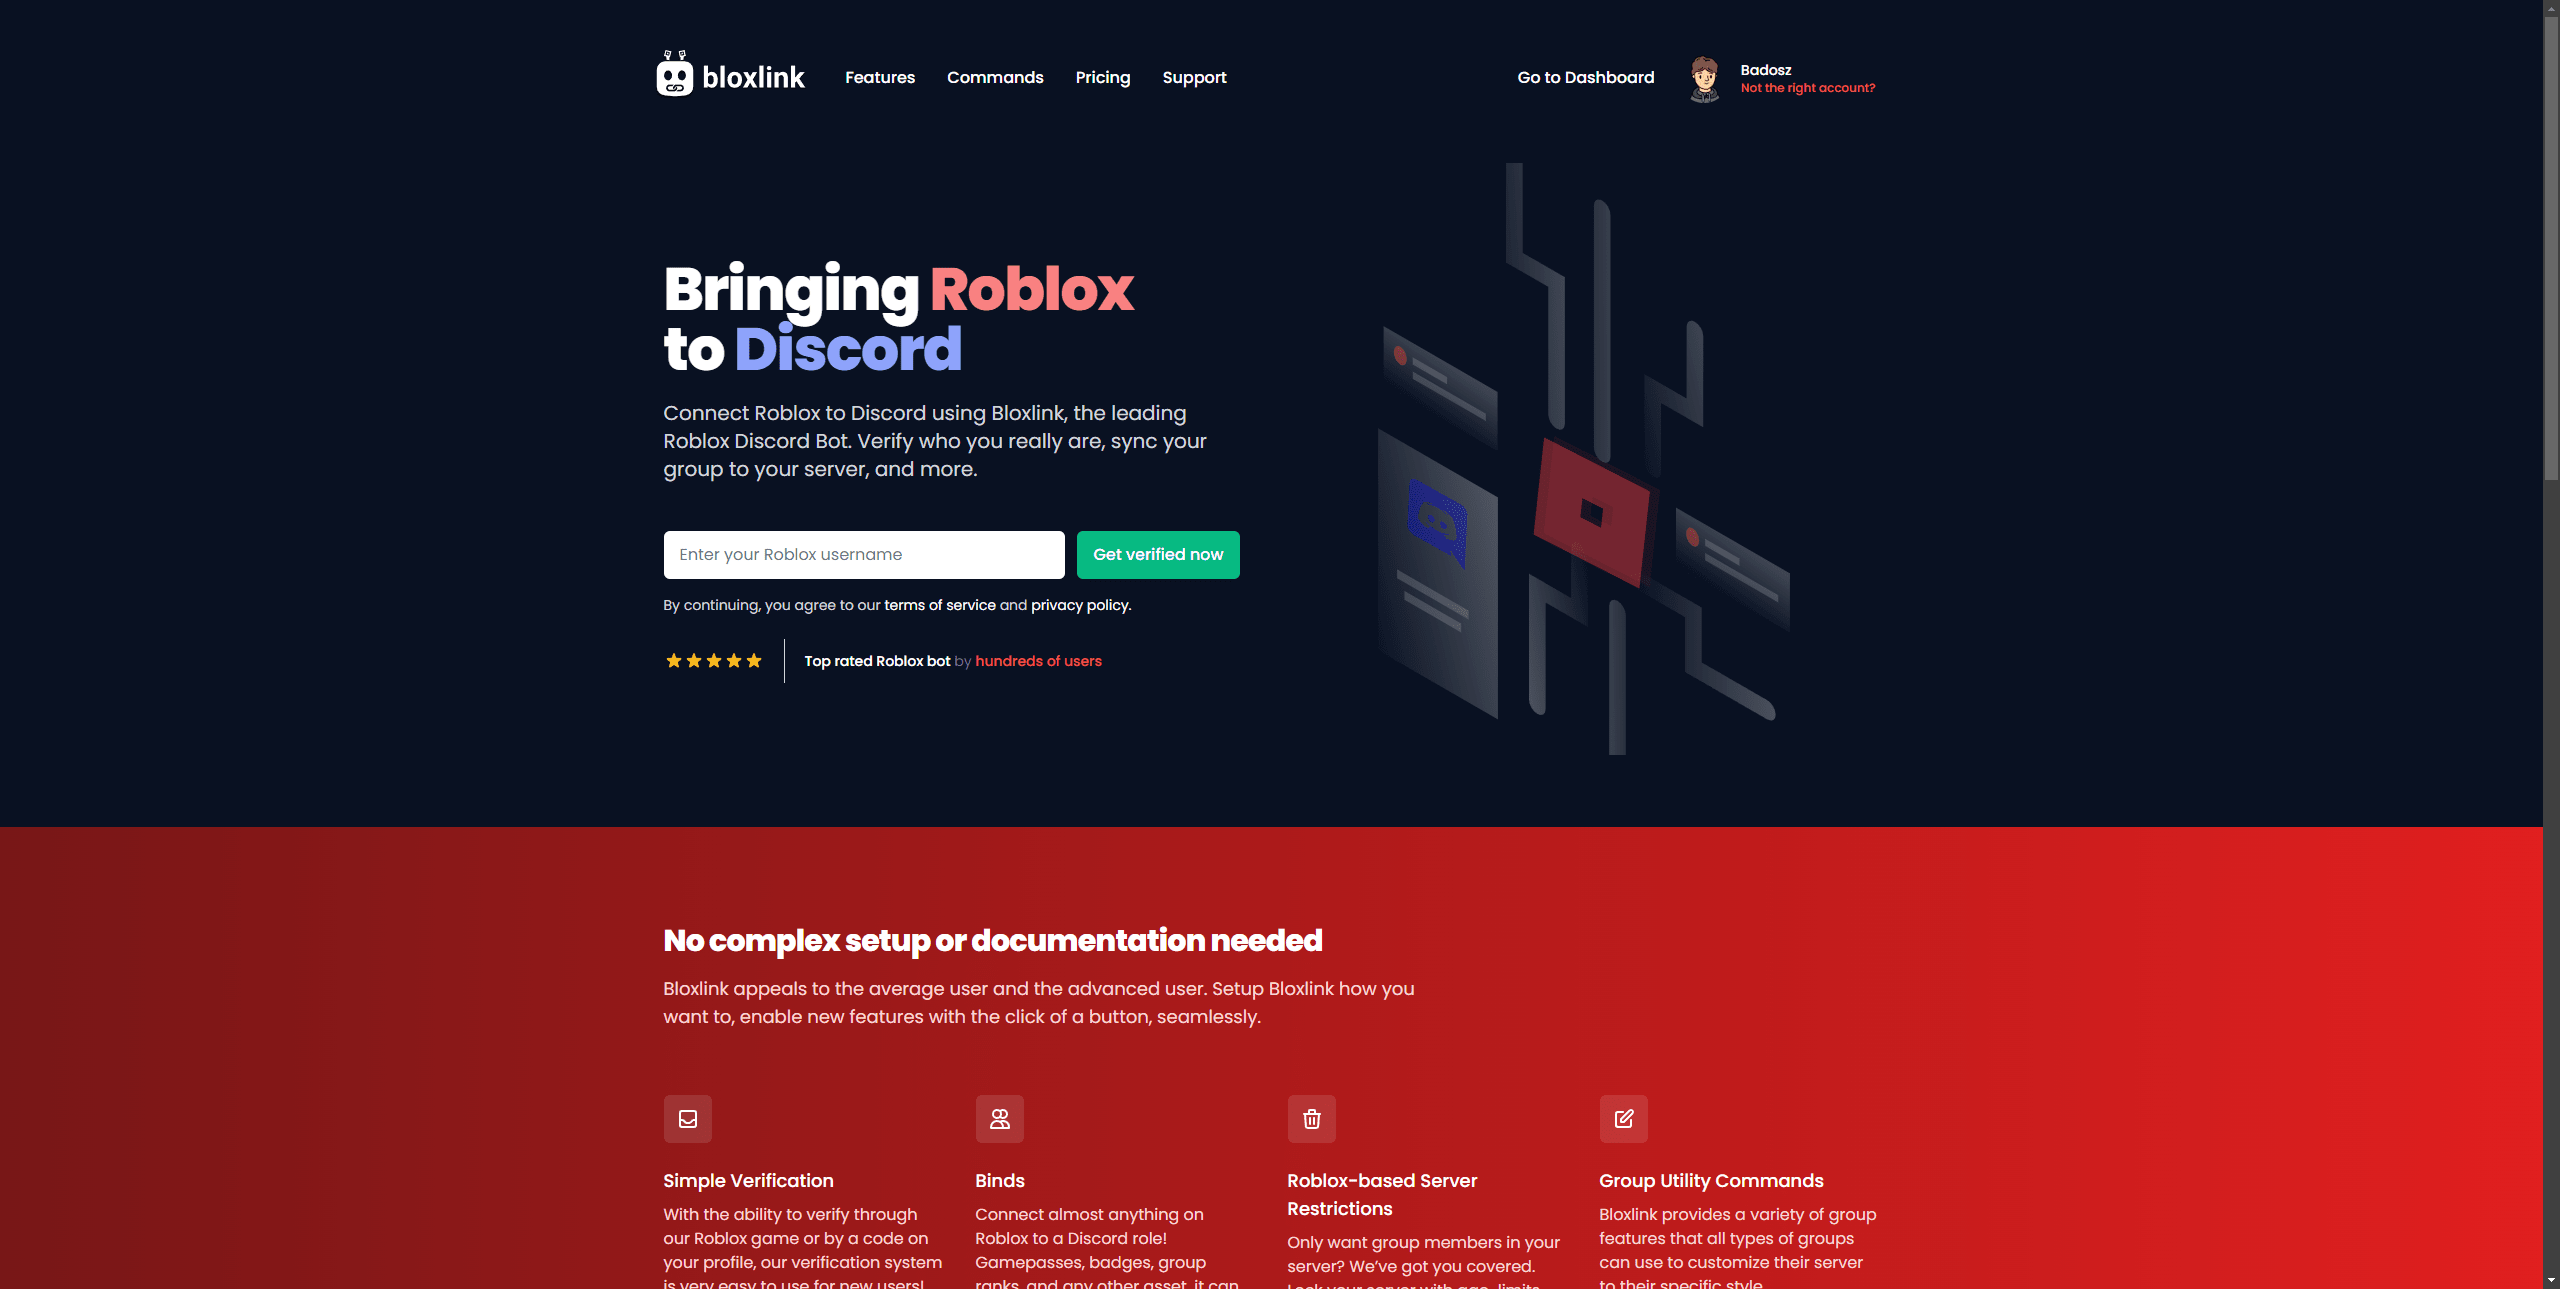 bloxlink
Features
Commands
Pricing
Support
Go to Dashboard
Badosz
Not the right account?
Bringing Roblox
to Discord
Connect Roblox to Discord using Bloxlink, the leading
Roblox Discord Bot. Verify who you really are, sync your
group to your server, and more.
Enter your Roblox username
Get verified now
By continuing, you agree to our terms of service and privacy policy.
Top rated Roblox bot by hundreds of users
No complex setup or documentation needed
Bloxlink appeals to the average user and the advanced user. Setup Bloxlink how you
want to, enable new features with the click of a button, seamlessly.
Simple Verification
With the ability to verify through
our Roblox game or by a code on
your profile, our verification system
is very easy to use for new users!
Binds
Connect almost anything on
Roblox to a Discord role!
Gamepasses, badges, group
ranks, and any other asset, it can
Roblox-based Server
Restrictions
Only want group members in your
server? We've got you covered.
Lock your server with age-limits
Group Utility Commands
Bloxlink provides a variety of group
features that all types of groups
can use to customize their server
to their specific style